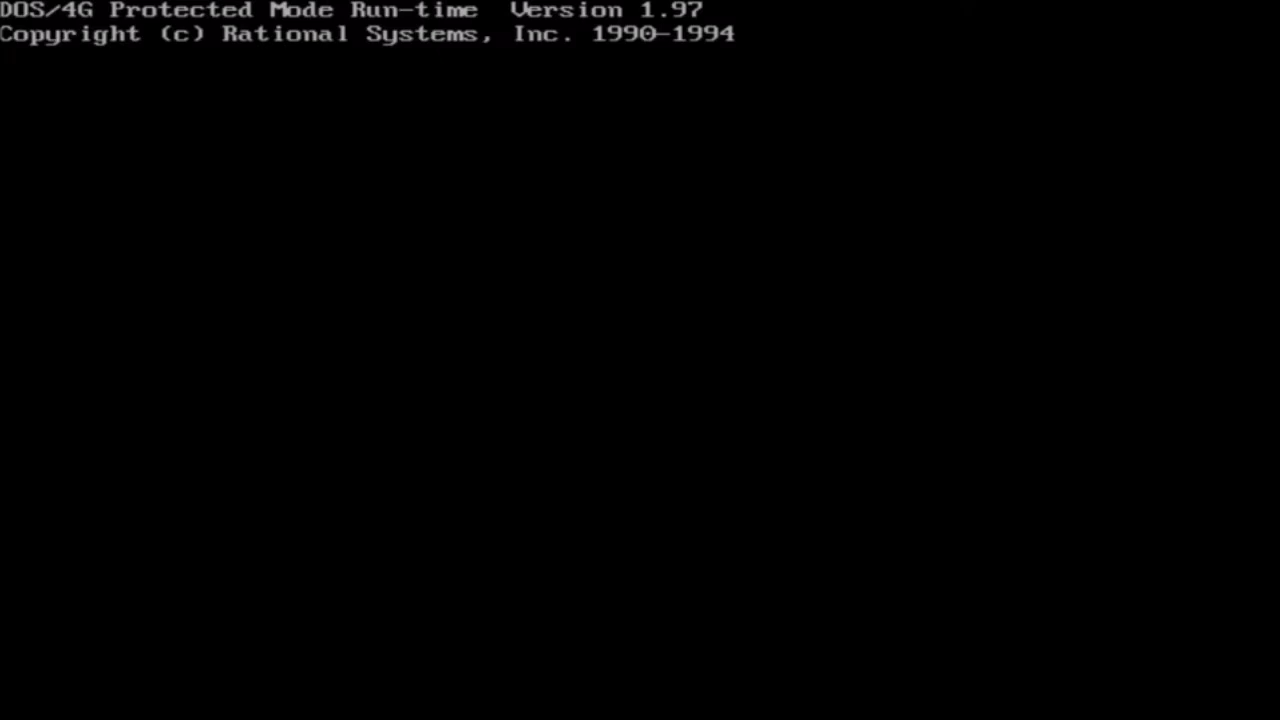 DOS/4G Protected Mode Run-time  Version 1.97
Copyright (c) Rational Systems, Inc. 1990-1994